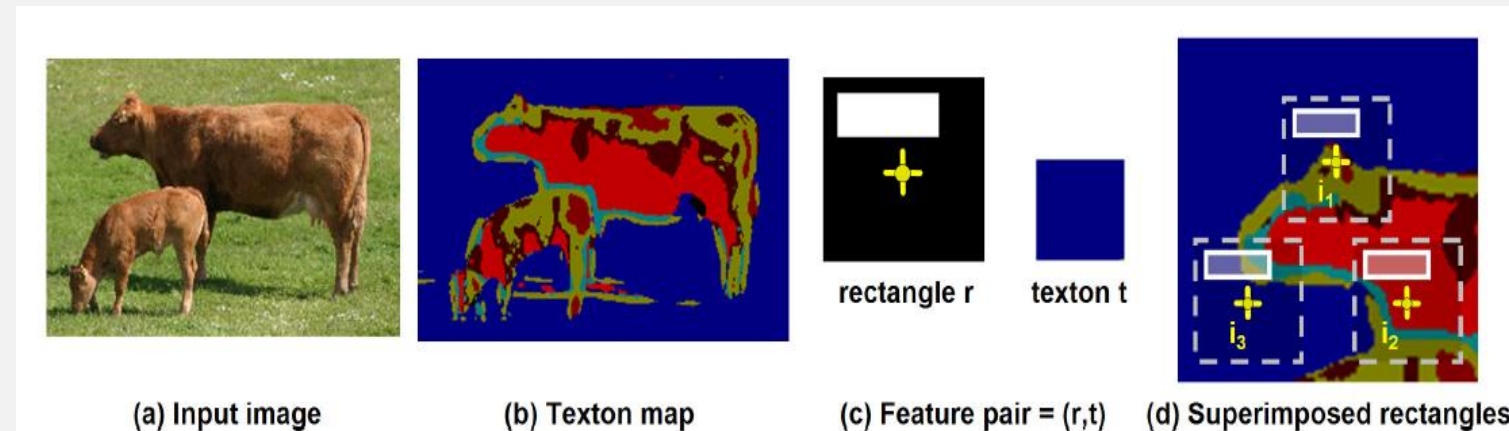 rectangle r
texton t
i₁
i₃
i₂
(a) Input image
(b) Texton map
(c) Feature pair = (r,t)
(d) Superimposed rectangles